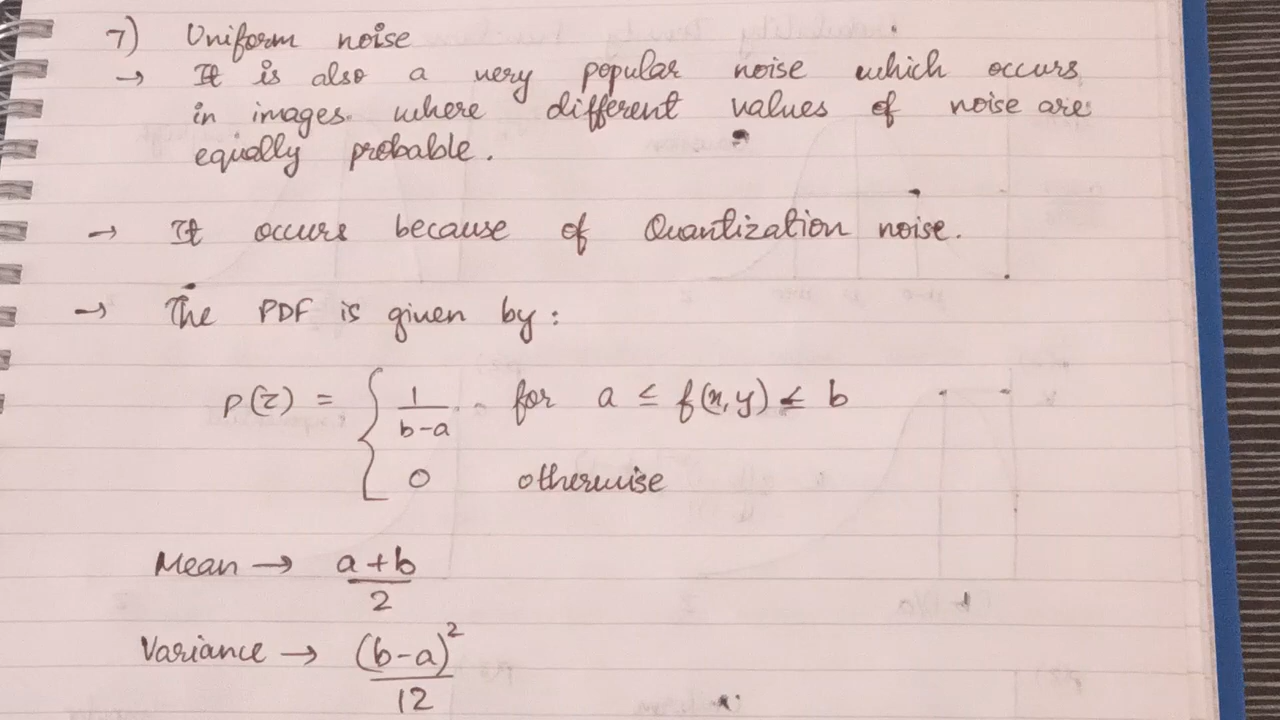 7) Uniform noise
→ It is also a very popular noise which occurs
in images. where different values of noise are
equally probable.
→ It occurs because of Quantization noise.
→ The PDF is given by:
P(z) = { 1/(b-a) for a ≤ f(x,y) ≤ b
0 otherwise
Mean → (a+b)/2
Variance → (b-a)²/12